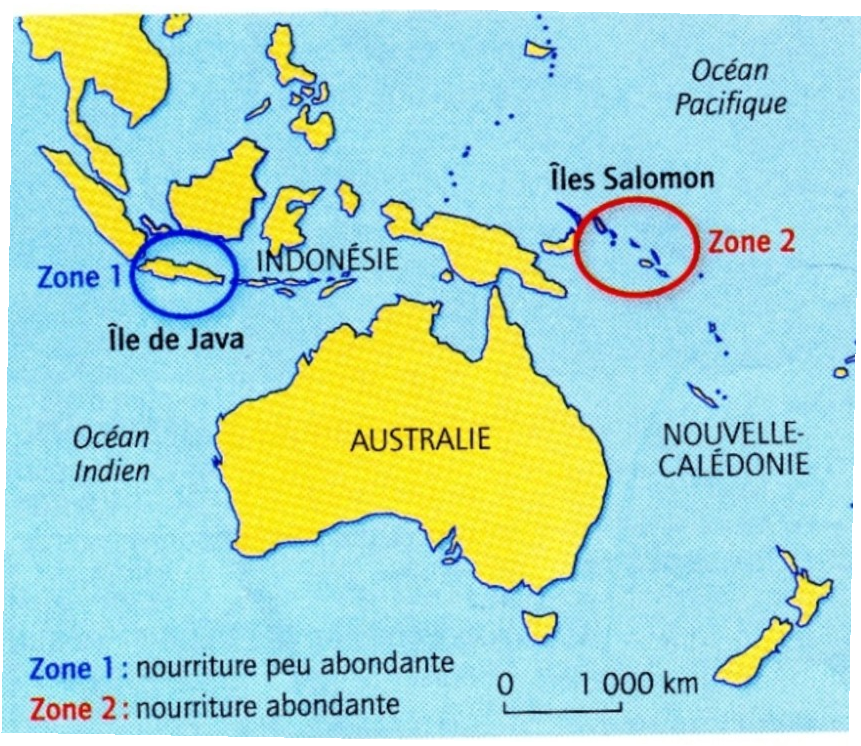 Océan
Pacifique
Îles Salomon
Zone 2
Zone 1
INDONÉSIE
Île de Java
Océan
Indien
AUSTRALIE
NOUVELLE-
CALÉDONIE
Zone 1 : nourriture peu abondante
Zone 2 : nourriture abondante
0 1 000 km